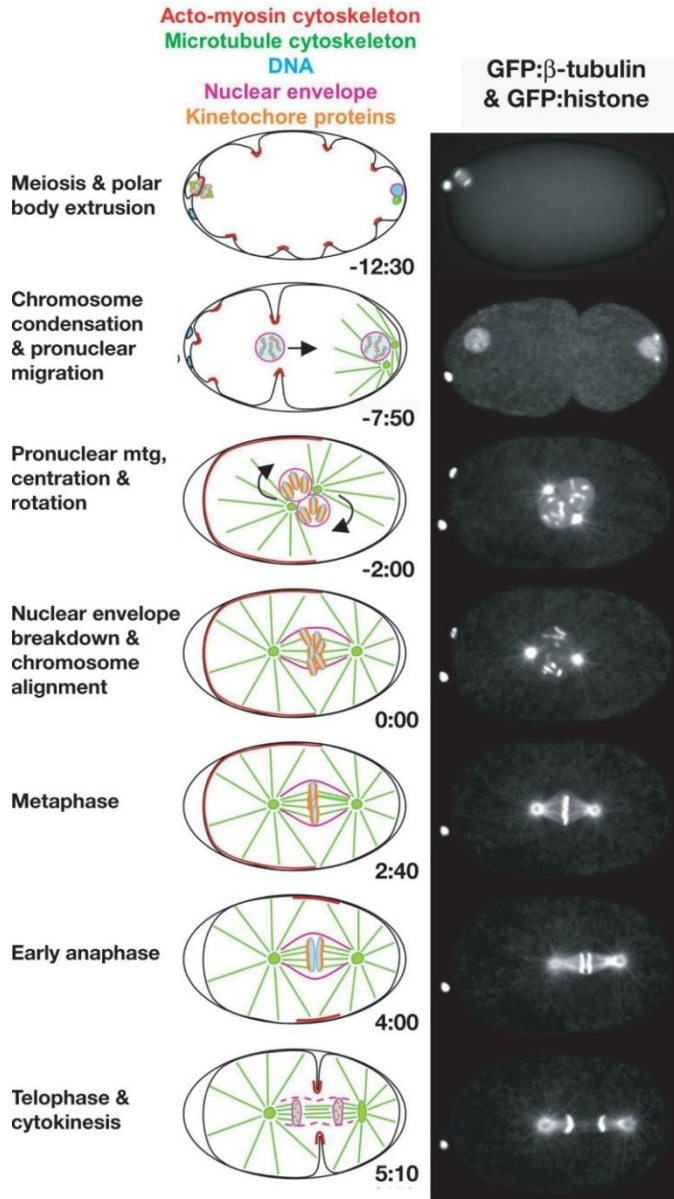 Acto-myosin cytoskeleton
Microtubule cytoskeleton
DNA
Nuclear envelope
Kinetochore proteins
GFP:β-tubulin
& GFP:histone
Meiosis & polar
body extrusion
-12:30
Chromosome
condensation
& pronuclear
migration
-7:50
Pronuclear mtg,
centration &
rotation
-2:00
Nuclear envelope
breakdown &
chromosome
alignment
0:00
Metaphase
2:40
Early anaphase
4:00
Telophase &
cytokinesis
5:10